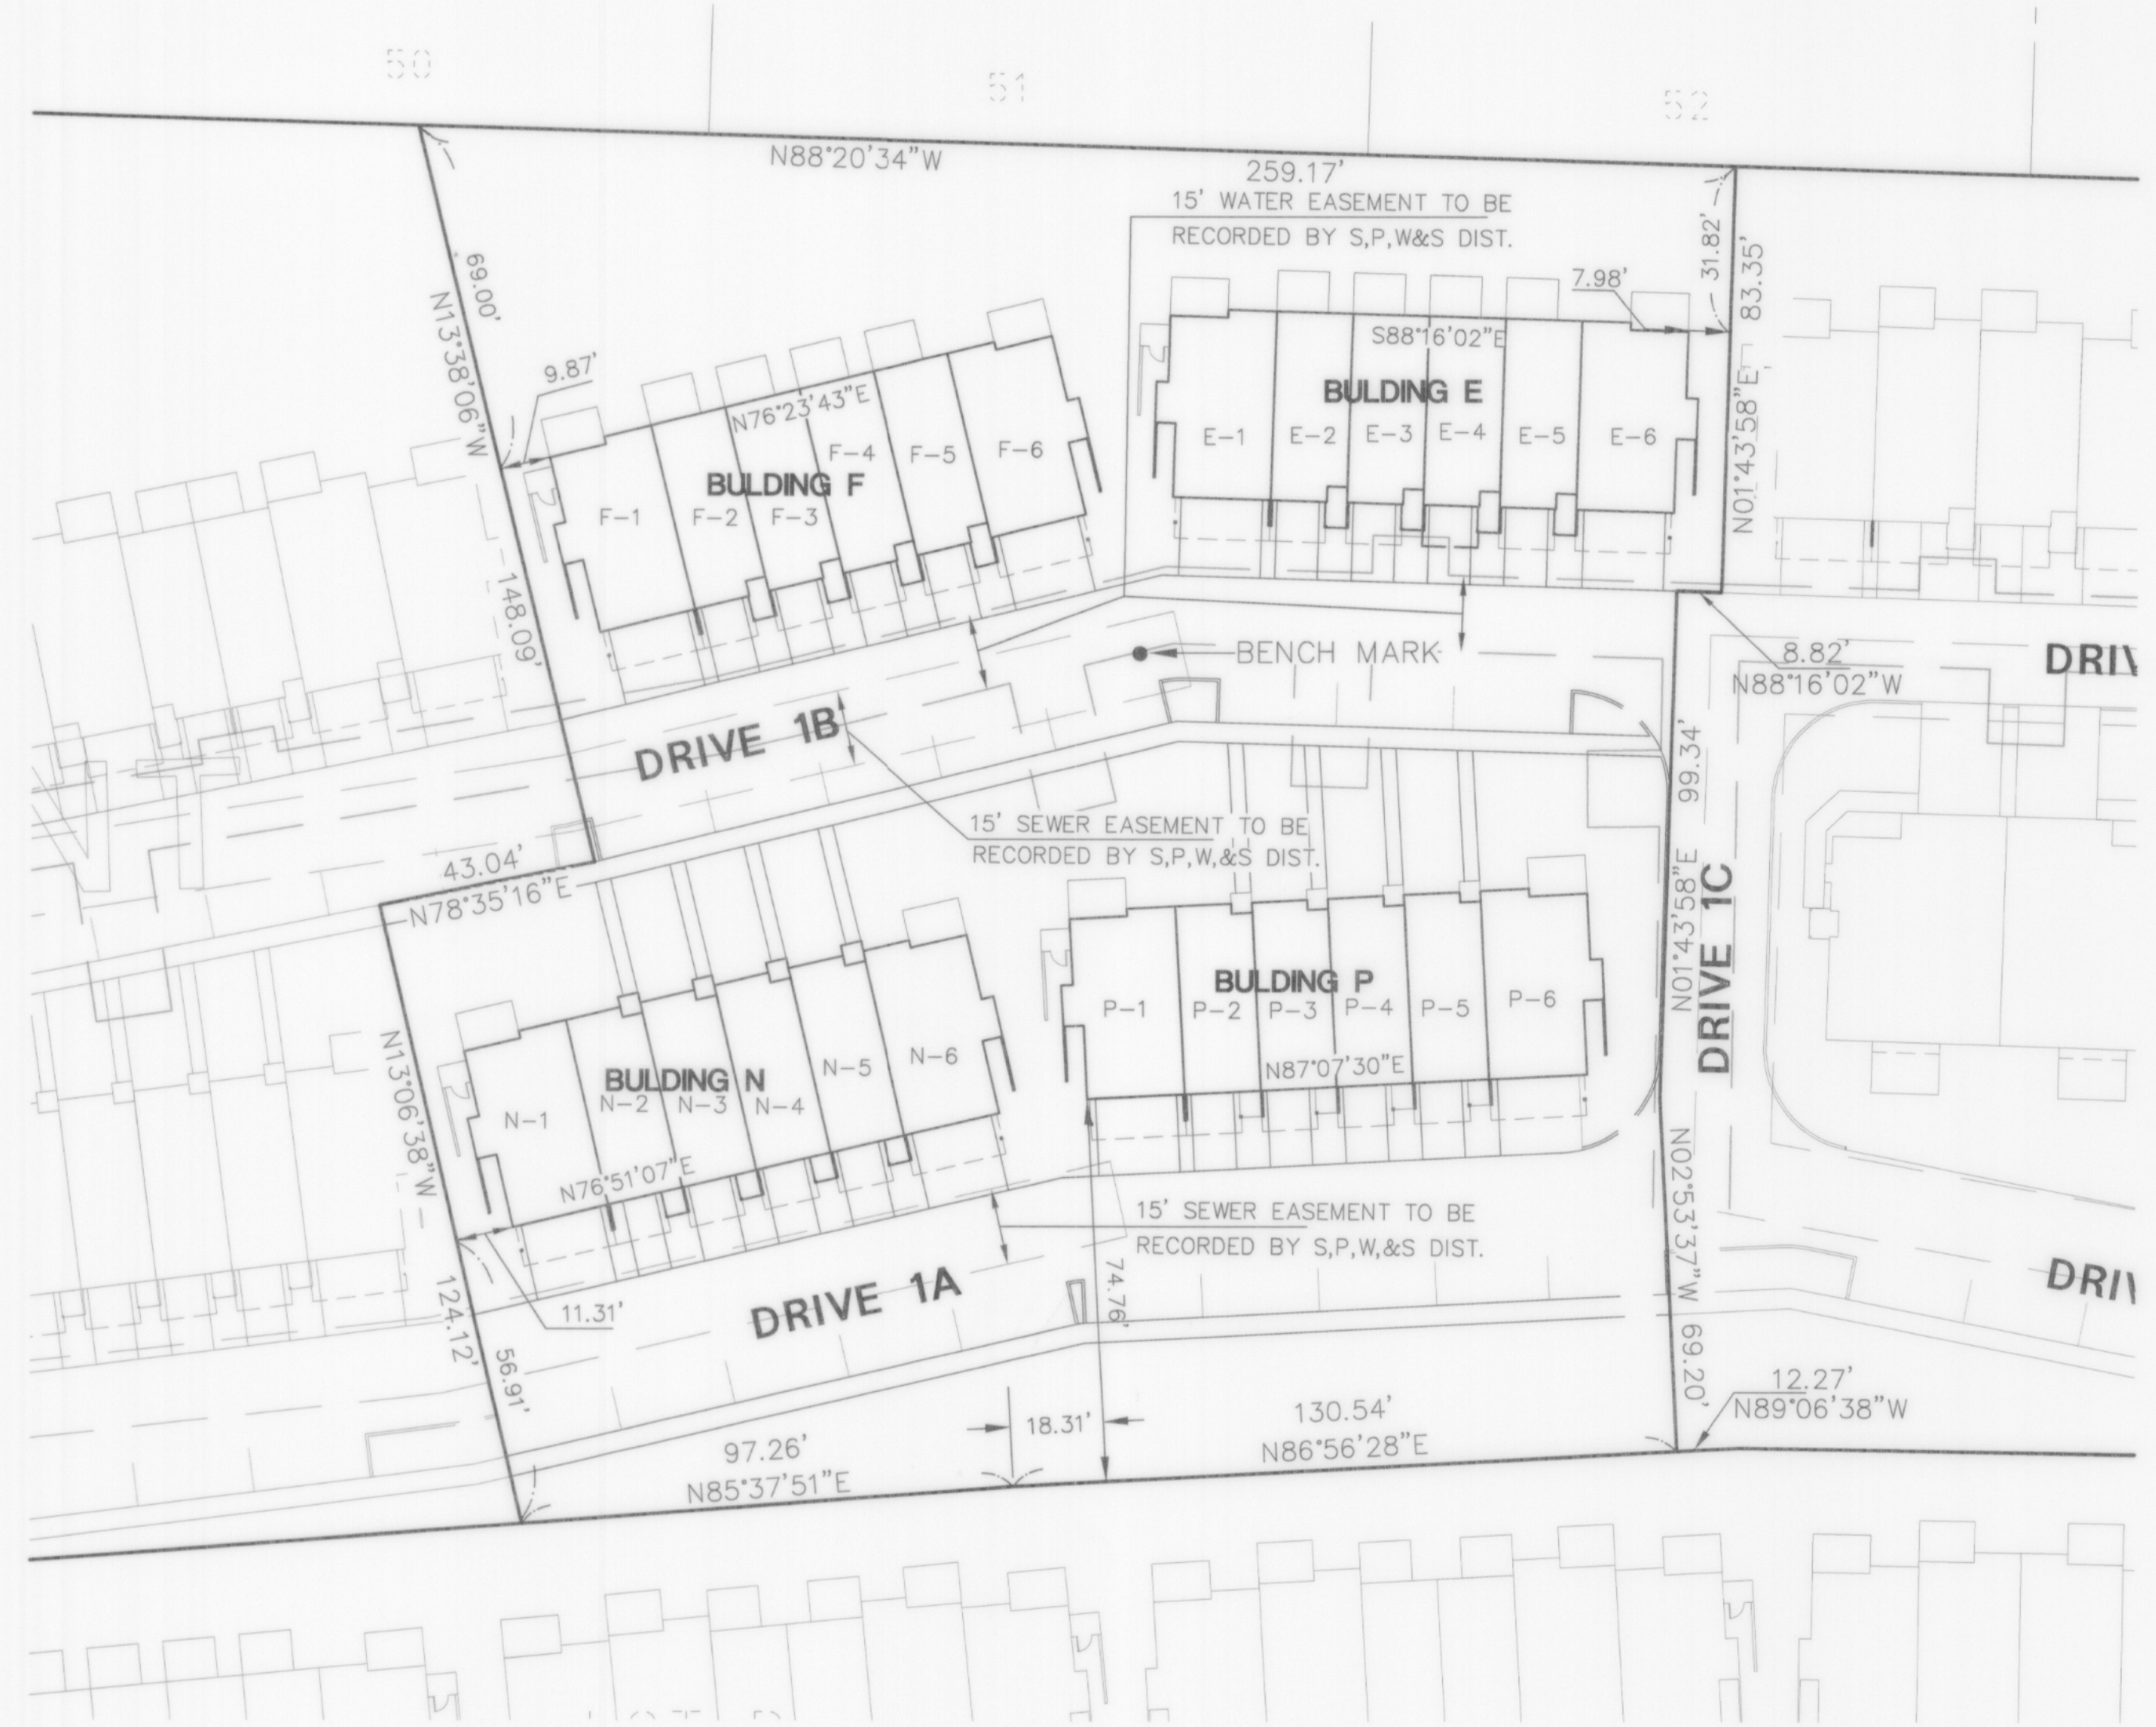 50
51
52
N88°20'34"W
259.17'
15' WATER EASEMENT TO BE
RECORDED BY S,P,W&S DIST.
31.82'
83.35'
N01°43'58"E
7.98'
69.00'
N13°38'06"W
148.09'
9.87'
N76°23'43"E
BULDING F
F-1
F-2
F-3
F-4
F-5
F-6
S88°16'02"E
BULDING E
E-1
E-2
E-3
E-4
E-5
E-6
BENCH MARK
8.82'
N88°16'02"W
DRIV
DRIVE 1B
15' SEWER EASEMENT TO BE
RECORDED BY S,P,W,&S DIST.
43.04'
N78°35'16"E
99.34'
N01°43'58"E
DRIVE 1C
BULDING P
P-1
P-2
P-3
P-4
P-5
P-6
N87°07'30"E
BULDING N
N-1
N-2
N-3
N-4
N-5
N-6
N76°51'07"E
N13°06'38"W
124.12'
56.91'
11.31'
DRIVE 1A
15' SEWER EASEMENT TO BE
RECORDED BY S,P,W,&S DIST.
74.76'
N02°53'37"W
69.20'
DRIV
12.27'
N89°06'38"W
18.31'
130.54'
N86°56'28"E
97.26'
N85°37'51"E